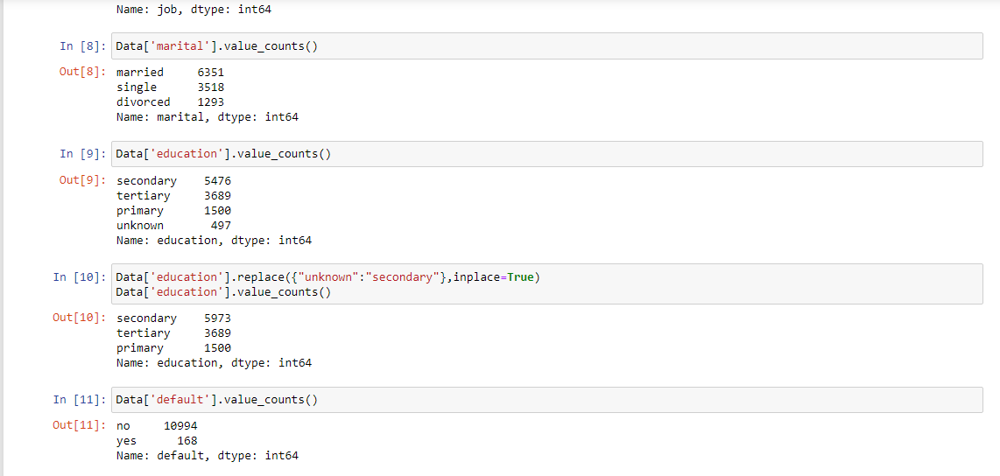 Name: job, dtype: int64
In [8]: Data['marital'].value_counts()
Out[8]: married     6351
single      3518
divorced    1293
Name: marital, dtype: int64
In [9]: Data['education'].value_counts()
Out[9]: secondary    5476
tertiary     3689
primary      1500
unknown       497
Name: education, dtype: int64
In [10]: Data['education'].replace({"unknown":"secondary"},inplace=True)
Data['education'].value_counts()
Out[10]: secondary    5973
tertiary     3689
primary      1500
Name: education, dtype: int64
In [11]: Data['default'].value_counts()
Out[11]: no     10994
yes      168
Name: default, dtype: int64